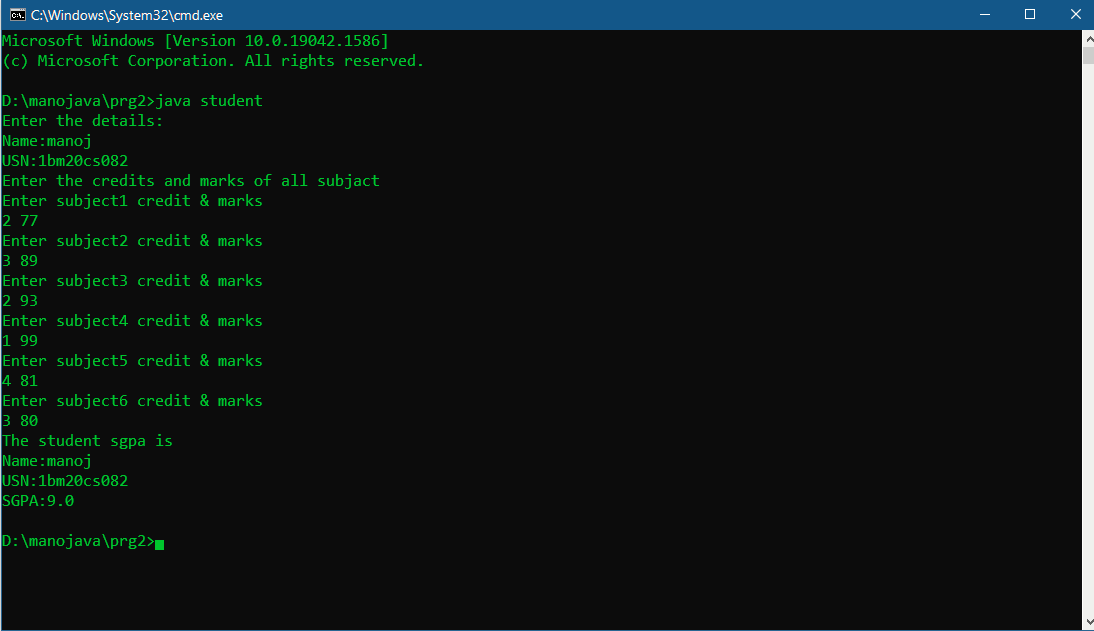 C:\Windows\System32\cmd.exe
Microsoft Windows [Version 10.0.19042.1586]
(c) Microsoft Corporation. All rights reserved.
D:\manojava\prg2>java student
Enter the details:
Name:manoj
USN:1bm20cs082
Enter the credits and marks of all subjact
Enter subject1 credit & marks
2 77
Enter subject2 credit & marks
3 89
Enter subject3 credit & marks
2 93
Enter subject4 credit & marks
1 99
Enter subject5 credit & marks
4 81
Enter subject6 credit & marks
3 80
The student sgpa is
Name:manoj
USN:1bm20cs082
SGPA:9.0
D:\manojava\prg2>